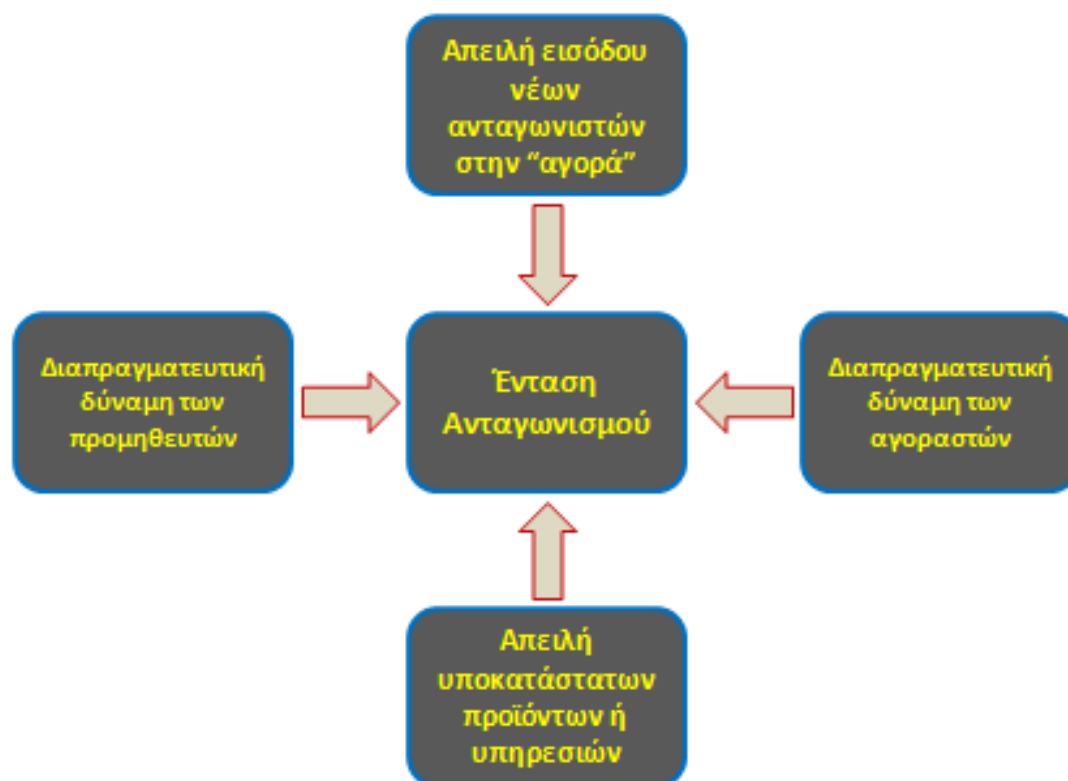 Απειλή εισόδου
νέων
ανταγωνιστών
στην “αγορά”
Διαπραγματευτική
δύναμη των
προμηθευτών
Ένταση
Ανταγωνισμού
Διαπραγματευτική
δύναμη των
αγοραστών
Απειλή
υποκατάστατων
προϊόντων ή
υπηρεσιών